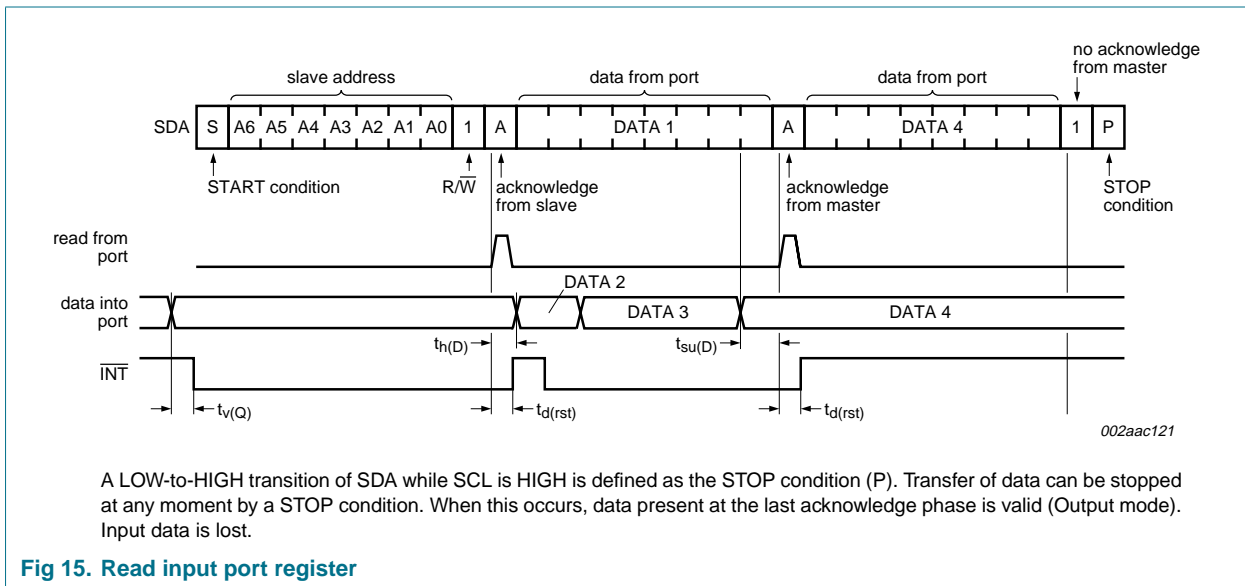 no acknowledge
from master
slave address
data from port
data from port
SDA
S A6 A5 A4 A3 A2 A1 A0 1 A DATA 1 A DATA 4 1 P
START condition
R/W̅
acknowledge
from slave
acknowledge
from master
STOP
condition
read from
port
DATA 2
data into
port
DATA 3
DATA 4
th(D)
tsu(D)
I̅N̅T̅
tv(Q)
td(rst)
td(rst)
002aac121
A LOW-to-HIGH transition of SDA while SCL is HIGH is defined as the STOP condition (P). Transfer of data can be stopped
at any moment by a STOP condition. When this occurs, data present at the last acknowledge phase is valid (Output mode).
Input data is lost.
Fig 15. Read input port register